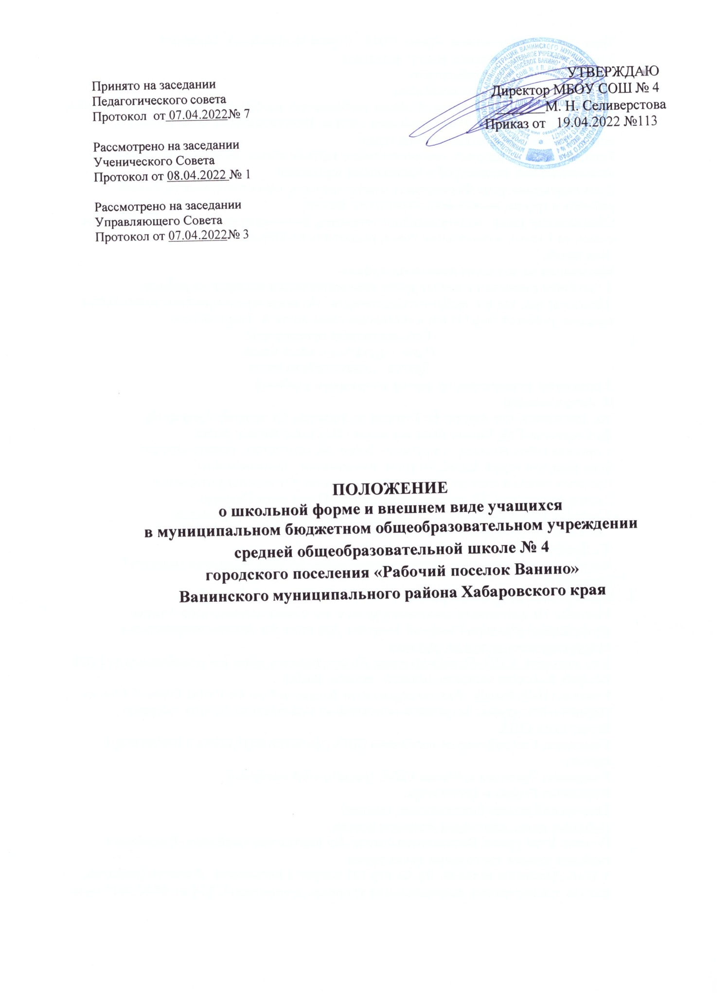 Принято на заседании
Педагогического совета
Протокол от 07.04.2022№ 7
Рассмотрено на заседании
Ученического Совета
Протокол от 08.04.2022 № 1
Рассмотрено на заседании
Управляющего Совета
Протокол от 07.04.2022№ 3
УТВЕРЖДАЮ
Директор МБОУ СОШ № 4
_______М. Н. Селиверстова
Приказ от 19.04.2022 №113
ПОЛОЖЕНИЕ
о школьной форме и внешнем виде учащихся
в муниципальном бюджетном общеобразовательном учреждении
средней общеобразовательной школе № 4
городского поселения «Рабочий поселок Ванино»
Ванинского муниципального района Хабаровского края